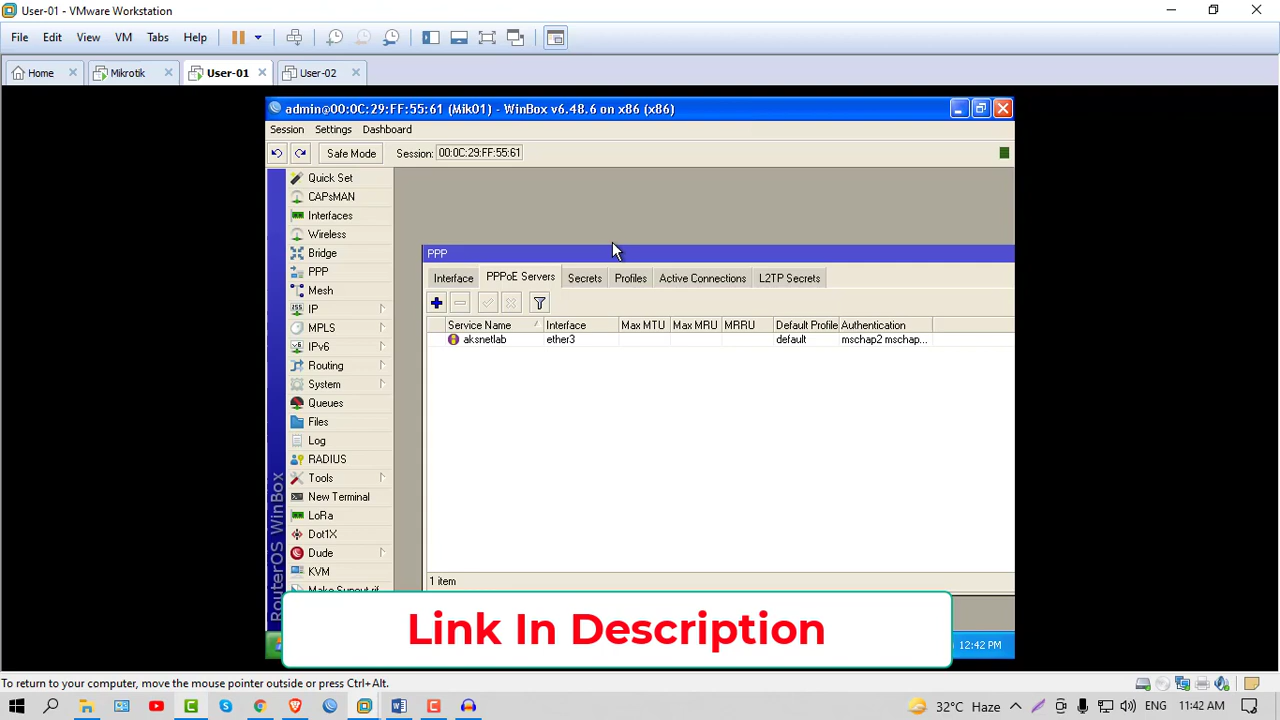 User-01 - VMware Workstation
File Edit View VM Tabs Help
Home Mikrotik User-01 User-02
admin@00:0C:29:FF:55:61 (Mik01) - WinBox v6.48.6 on x86 (x86)
Session Settings Dashboard
Safe Mode Session: 00:0C:29:FF:55:61
Quick Set
CAPsMAN
Interfaces
Wireless
Bridge
PPP
Mesh
IP
MPLS
IPv6
Routing
System
Queues
Files
Log
RADIUS
Tools
New Terminal
LoRa
Dot1X
Dude
KVM
Make Supout.rif
RouterOS WinBox
PPP
Interface PPPoE Servers Secrets Profiles Active Connections L2TP Secrets
Service Name Interface Max MTU Max MRU MRRU Default Profile Authentication
aksnetlab ether3 default mschap2 mschap...
1 item
Link In Description
12:42 PM
To return to your computer, move the mouse pointer outside or press Ctrl+Alt.
32°C Haze ENG 11:42 AM